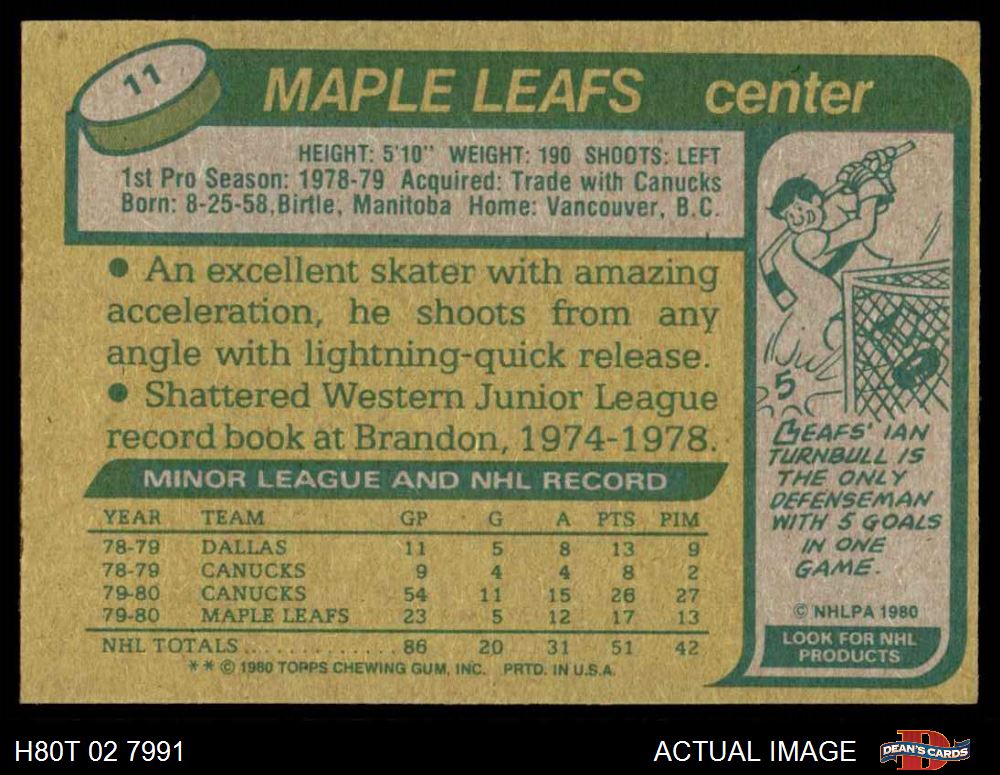 11
MAPLE LEAFS center
HEIGHT: 5'10" WEIGHT: 190 SHOOTS: LEFT
1st Pro Season: 1978-79 Acquired: Trade with Canucks
Born: 8-25-58, Birtle, Manitoba Home: Vancouver, B.C.
• An excellent skater with amazing
acceleration, he shoots from any
angle with lightning-quick release.
• Shattered Western Junior League
record book at Brandon, 1974-1978.
MINOR LEAGUE AND NHL RECORD
YEAR TEAM GP G A PTS PIM
78-79 DALLAS 11 5 8 13 9
78-79 CANUCKS 9 4 4 8 2
79-80 CANUCKS 54 11 15 26 27
79-80 MAPLE LEAFS 23 5 12 17 13
NHL TOTALS............ 86 20 31 51 42
** © 1980 TOPPS CHEWING GUM, INC. PRTD. IN U.S.A.
5
LEAFS' IAN
TURNBULL IS
THE ONLY
DEFENSEMAN
WITH 5 GOALS
IN ONE
GAME.
© NHLPA 1980
LOOK FOR NHL
PRODUCTS
H80T 02 7991
ACTUAL IMAGE
DEAN'S CARDS